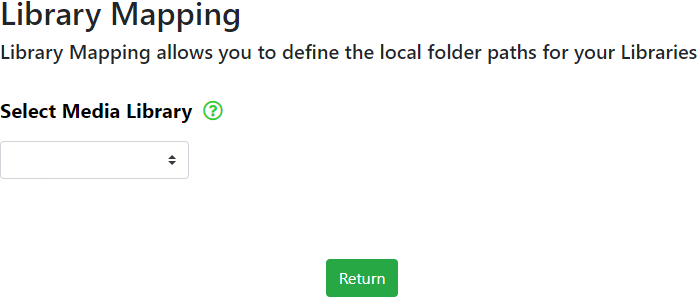 Library Mapping
Library Mapping allows you to define the local folder paths for your Libraries
Select Media Library
Return